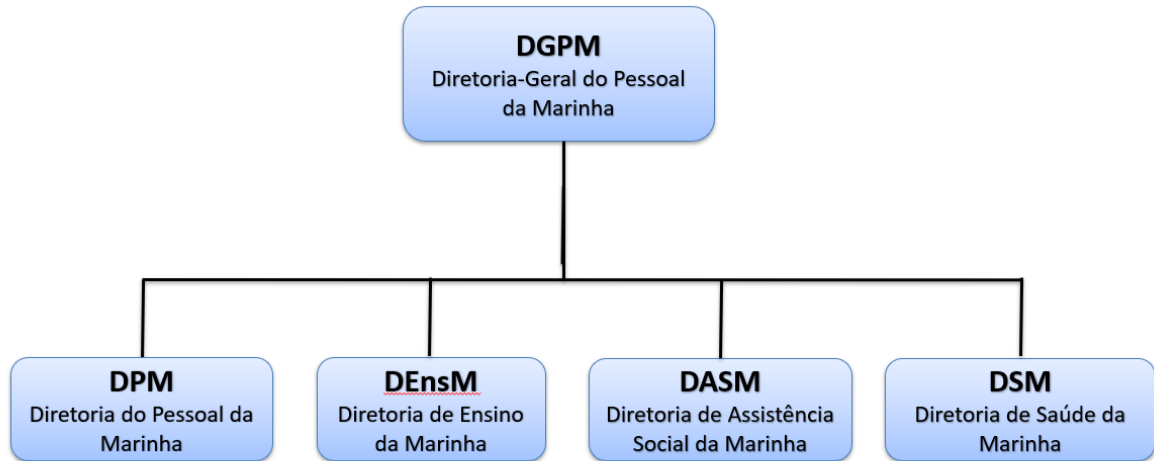 DGPM
Diretoria-Geral do Pessoal
da Marinha
DPM
Diretoria do Pessoal da
Marinha
DEnsM
Diretoria de Ensino
da Marinha
DASM
Diretoria de Assistência
Social da Marinha
DSM
Diretoria de Saúde da
Marinha